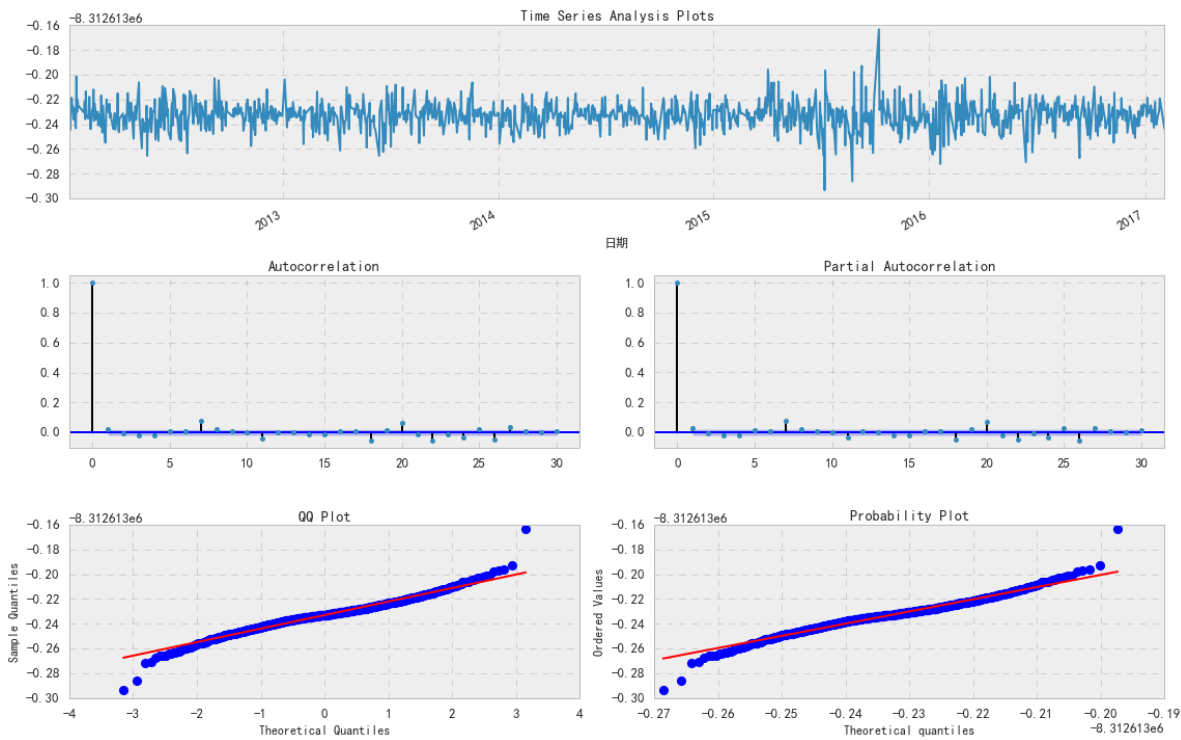 Time Series Analysis Plots
-8.312613e6
-0.16
-0.18
-0.20
-0.22
-0.24
-0.26
-0.28
-0.30
2013 2014 2015 2016 2017
日期
Autocorrelation
1.0
0.8
0.6
0.4
0.2
0.0
0 5 10 15 20 25 30
Partial Autocorrelation
1.0
0.8
0.6
0.4
0.2
0.0
0 5 10 15 20 25 30
QQ Plot
-8.312613e6
Sample Quantiles
-0.16
-0.18
-0.20
-0.22
-0.24
-0.26
-0.28
-0.30
-4 -3 -2 -1 0 1 2 3 4
Theoretical Quantiles
Probability Plot
-8.312613e6
Ordered Values
-0.16
-0.18
-0.20
-0.22
-0.24
-0.26
-0.28
-0.30
-0.27 -0.26 -0.25 -0.24 -0.23 -0.22 -0.21 -0.20 -0.19
Theoretical quantiles
-8.312613e6